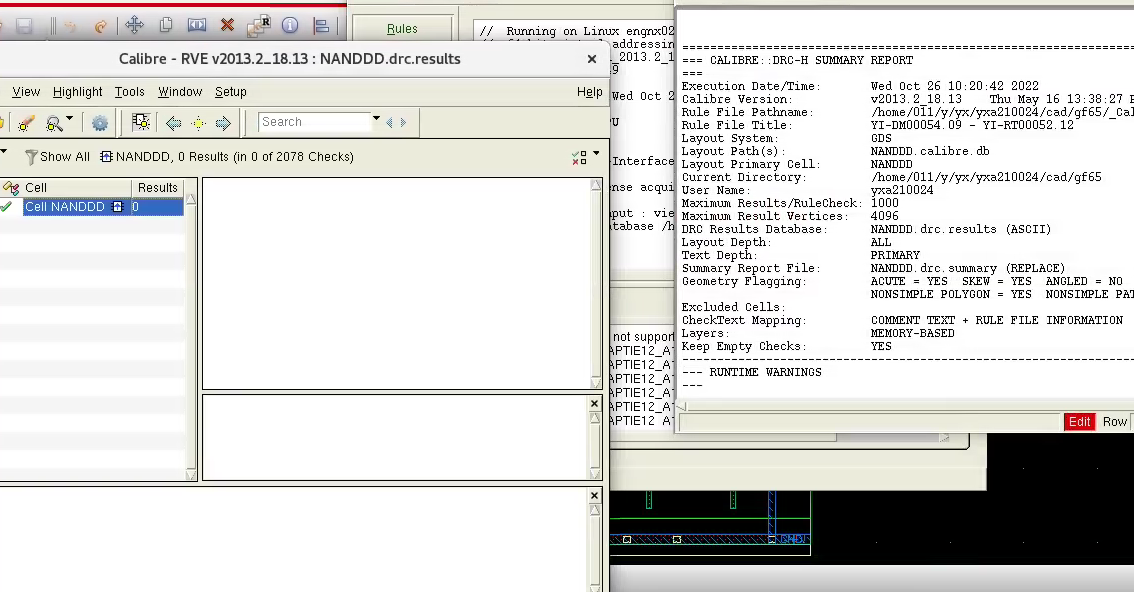 Rules
// Running on Linux engnx02
addressing
2013.2_1
Wed Oct 2
PU
-Interface
ense acqui
put : vie
tabase /h
not support
APTIE12_A
APTIE12_A
APTIE12_A
APTIE12_A
APTIE12_A
APTIE12_A
Calibre - RVE v2013.2_18.13 : NANDDD.drc.results
View Highlight Tools Window Setup Help
Search
Show All NANDDD, 0 Results (in 0 of 2078 Checks)
Cell Results
Cell NANDDD 0
=== CALIBRE::DRC-H SUMMARY REPORT
===
Execution Date/Time: Wed Oct 26 10:20:42 2022
Calibre Version: v2013.2_18.13 Thu May 16 13:38:27 P
Rule File Pathname: /home/011/y/yx/yxa210024/cad/gf65/_Cal
Rule File Title: YI-DM00054.09 - YI-RT00052.12
Layout System: GDS
Layout Path(s): NANDDD.calibre.db
Layout Primary Cell: NANDDD
Current Directory: /home/011/y/yx/yxa210024/cad/gf65
User Name: yxa210024
Maximum Results/RuleCheck: 1000
Maximum Result Vertices: 4096
DRC Results Database: NANDDD.drc.results (ASCII)
Layout Depth: ALL
Text Depth: PRIMARY
Summary Report File: NANDDD.drc.summary (REPLACE)
Geometry Flagging: ACUTE = YES SKEW = YES ANGLED = NO
NONSIMPLE POLYGON = YES NONSIMPLE PAT
Excluded Cells:
CheckText Mapping: COMMENT TEXT + RULE FILE INFORMATION
Layers: MEMORY-BASED
Keep Empty Checks: YES
--- RUNTIME WARNINGS
---
Edit Row
GND!